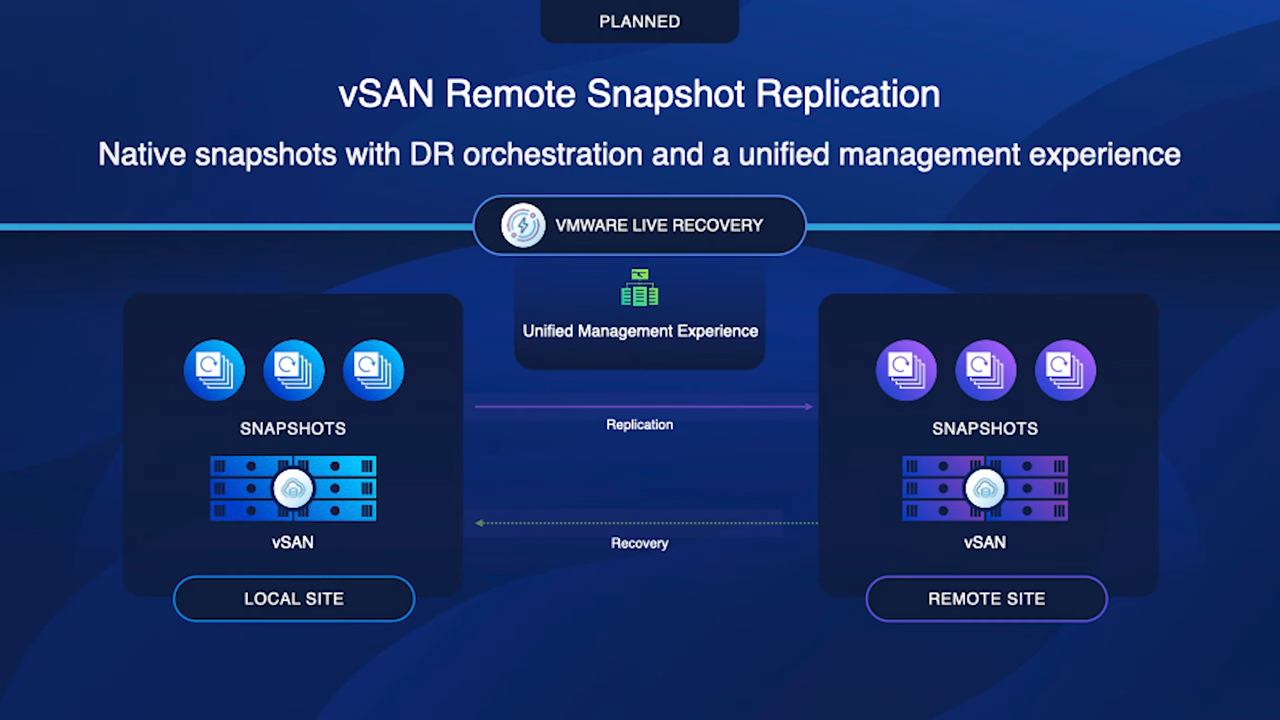 PLANNED
vSAN Remote Snapshot Replication
Native snapshots with DR orchestration and a unified management experience
VMWARE LIVE RECOVERY
Unified Management Experience
SNAPSHOTS
vSAN
LOCAL SITE
Replication
Recovery
SNAPSHOTS
vSAN
REMOTE SITE